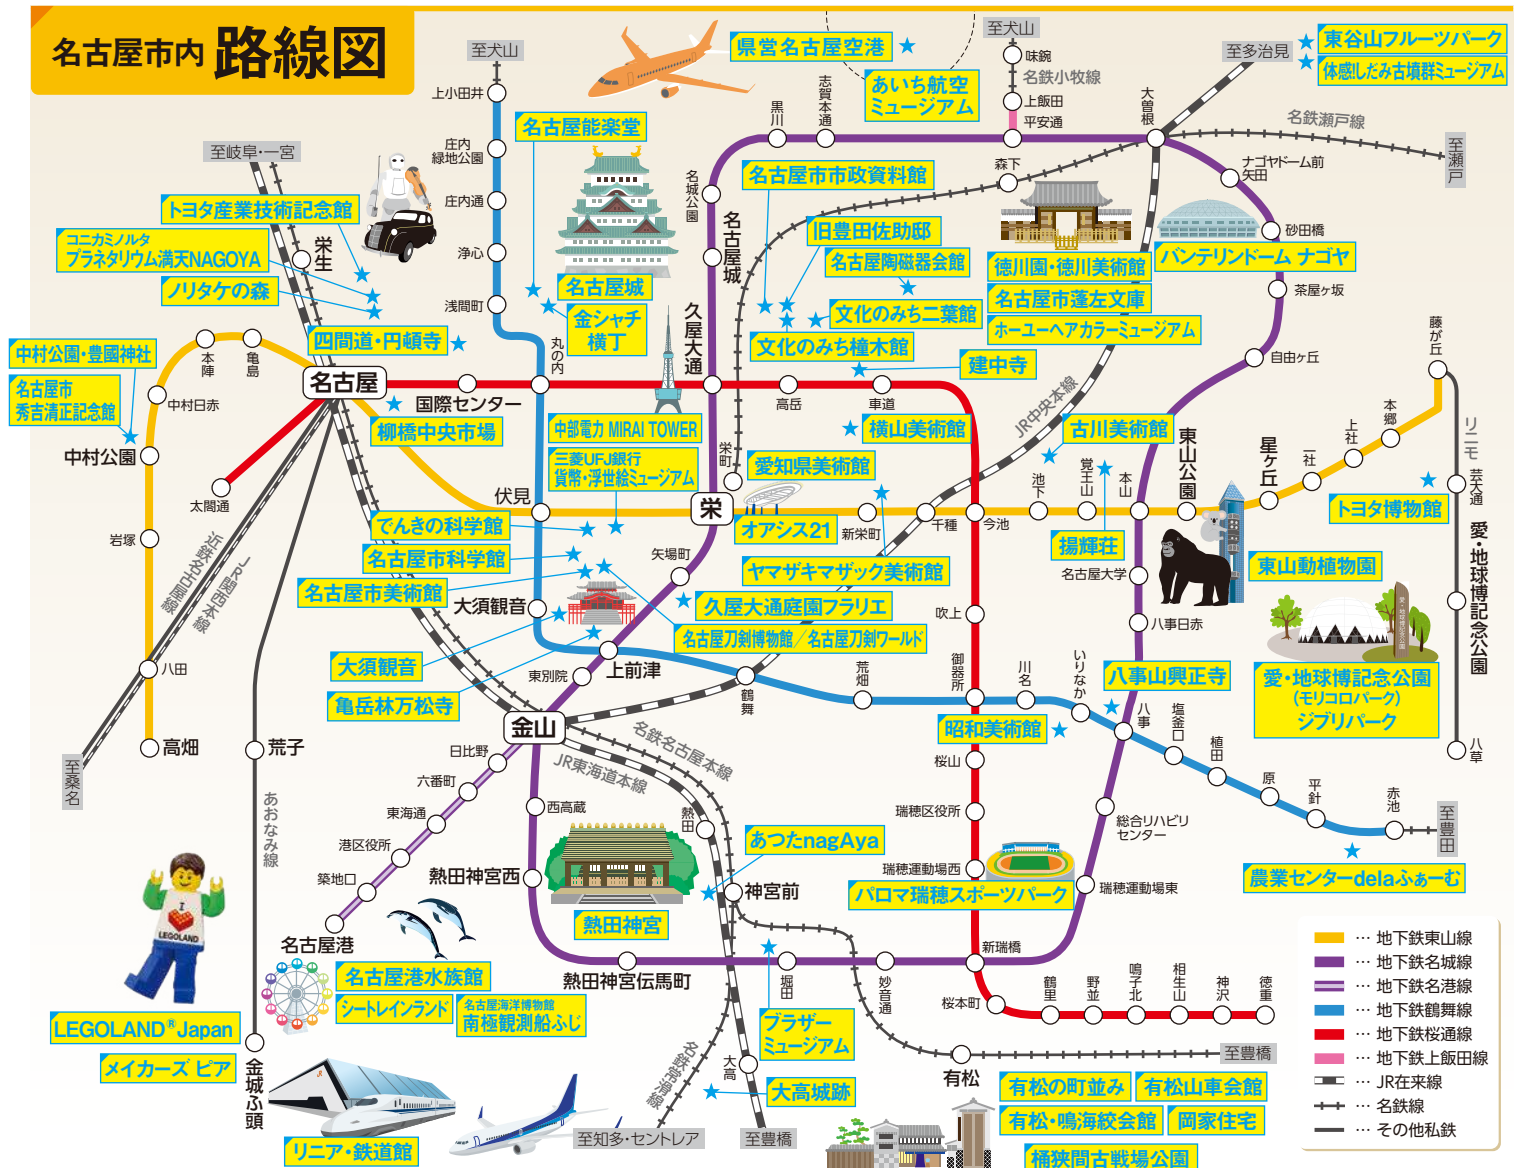 名古屋市内 路線図
至犬山
県営名古屋空港
あいち航空
ミュージアム
至犬山
味鋺
名鉄小牧線
上飯田
平安通
至多治見
東谷山フルーツパーク
体感!しだみ古墳群ミュージアム
上小田井
庄内
緑地公園
庄内通
浄心
浅間町
丸の内
名古屋能楽堂
黒川
志賀本通
大曽根
名鉄瀬戸線
至瀬戸
至岐阜・一宮
トヨタ産業技術記念館
コニカミノルタ
プラネタリウム満天NAGOYA
ノリタケの森
栄生
四間道・円頓寺
名古屋城
金シャチ
横丁
名城公園
名古屋城
久屋大通
名古屋市市政資料館
旧豊田佐助邸
名古屋陶磁器会館
文化のみち二葉館
文化のみち橦木館
建中寺
森下
徳川園・徳川美術館
名古屋市蓬左文庫
ホーユーヘアカラーミュージアム
ナゴヤドーム前
矢田
砂田橋
バンテリンドーム ナゴヤ
茶屋ヶ坂
自由ヶ丘
中村公園・豊國神社
名古屋市
秀吉清正記念館
本陣
亀島
中村日赤
中村公園
名古屋
国際センター
柳橋中央市場
太閤通
岩塚
近鉄名古屋線
JR関西本線
八田
高畑
至桑名
高岳
車道
JR中央本線
中部電力 MIRAI TOWER
三菱UFJ銀行
貨幣・浮世絵ミュージアム
横山美術館
古川美術館
栄町
愛知県美術館
伏見
栄
オアシス21
新栄町
千種
今池
池下
覚王山
本山
東山公園
星ヶ丘
一社
上社
本郷
藤が丘
リニモ
トヨタ博物館
芸大通
愛・地球博記念公園
八草
でんきの科学館
名古屋市科学館
名古屋市美術館
矢場町
ヤマザキマザック美術館
久屋大通庭園フラリエ
名古屋刀剣博物館／名古屋刀剣ワールド
揚輝荘
名古屋大学
東山動植物園
大須観音
大須観音
亀岳林万松寺
上前津
東別院
鶴舞
荒畑
吹上
御器所
川名
いりなか
八事日赤
八事山興正寺
八事
塩釜口
植田
原
平針
赤池
至豊田
愛・地球博記念公園
愛・地球博記念公園
(モリコロパーク)
ジブリパーク
昭和美術館
桜山
瑞穂区役所
瑞穂運動場西
パロマ瑞穂スポーツパーク
総合リハビリ
センター
瑞穂運動場東
農業センターdelaふぁーむ
金山
日比野
六番町
東海通
港区役所
築地口
名古屋港
名鉄名古屋本線
JR東海道本線
西高蔵
熱田
熱田神宮西
熱田神宮
あつたnagAya
神宮前
熱田神宮伝馬町
堀田
妙音通
新瑞橋
桜本町
鶴里
野並
鳴子北
相生山
神沢
徳重
荒子
あおなみ線
I
LEGOLAND
名古屋港水族館
シートレインランド
名古屋海洋博物館
南極観測船ふじ
LEGOLAND®Japan
メイカーズ ピア
金城ふ頭
リニア・鉄道館
ブラザー
ミュージアム
大高
大高城跡
名鉄常滑線
至知多・セントレア
至豊橋
有松
至豊橋
有松の町並み
有松山車会館
有松・鳴海絞会館
岡家住宅
桶狭間古戦場公園
… 地下鉄東山線
… 地下鉄名城線
… 地下鉄名港線
… 地下鉄鶴舞線
… 地下鉄桜通線
… 地下鉄上飯田線
… JR在来線
… 名鉄線
… その他私鉄